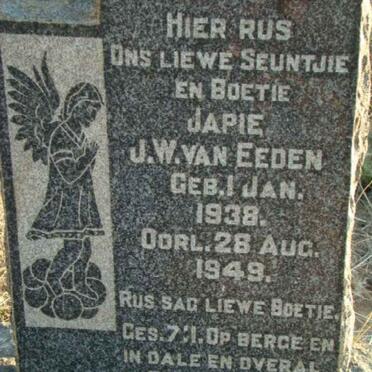 HIER RUS
ONS LIEWE SEUNTJIE
EN BOETIE
JAPIE
J.W. VAN EEDEN
GEB. 1 JAN.
1938.
OORL. 28 AUG.
1949.
RUS SAG LIEWE BOETIE.
GES. 7:1. OP BERGE EN
IN DALE EN OVERAL